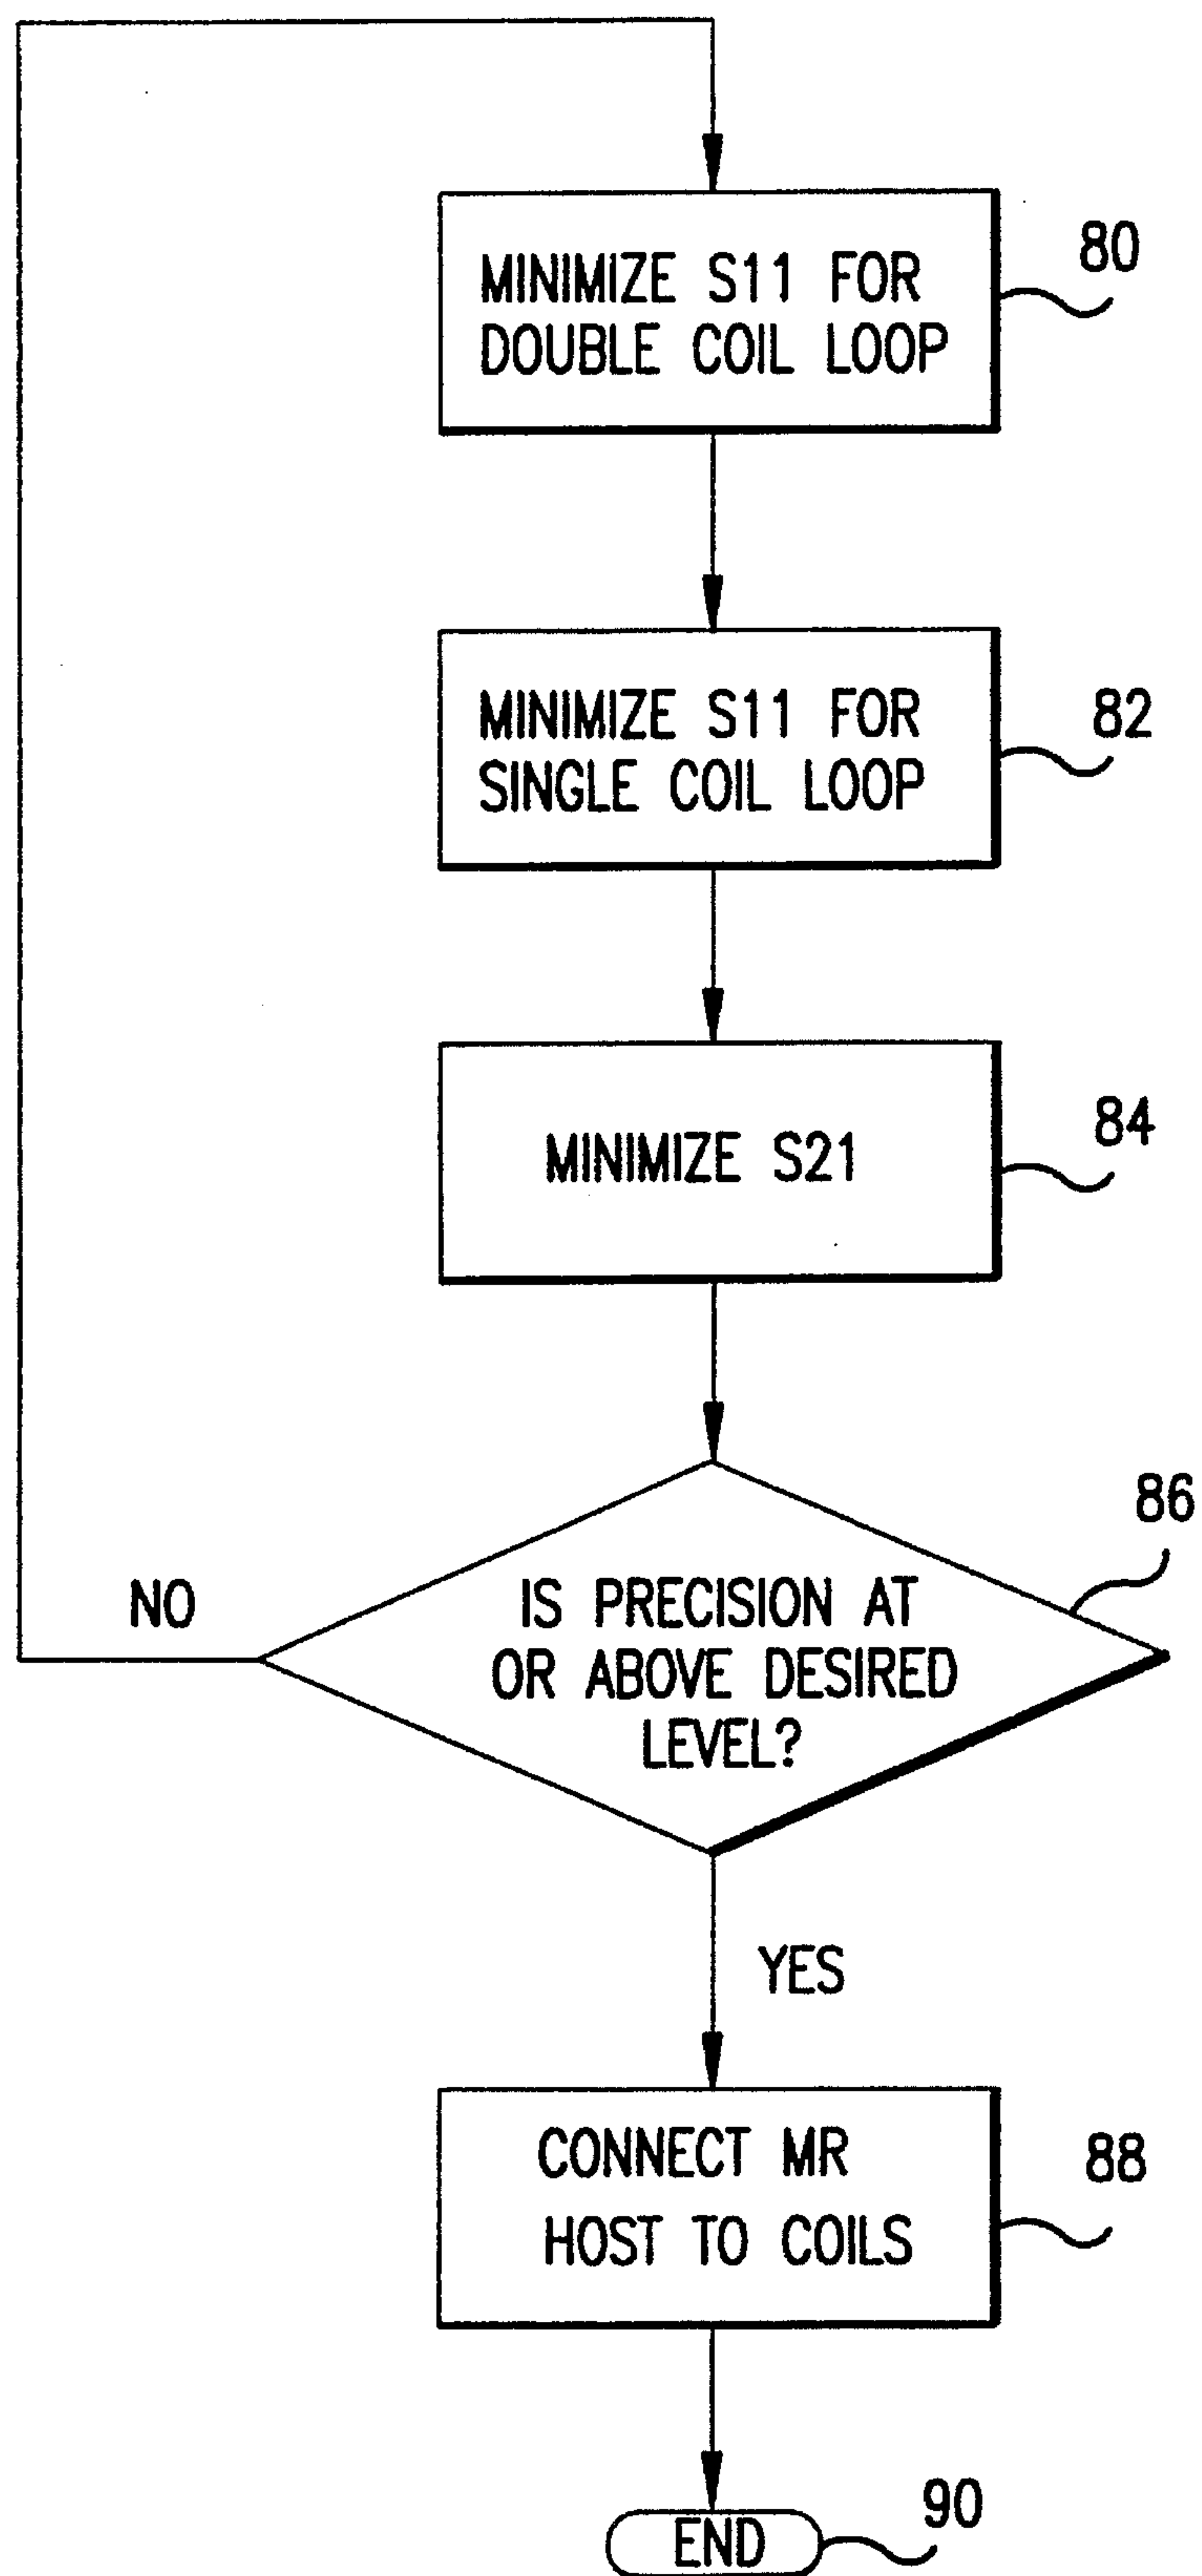 MINIMIZE S11 FOR
DOUBLE COIL LOOP
80
MINIMIZE S11 FOR
SINGLE COIL LOOP
82
MINIMIZE S21
84
IS PRECISION AT
OR ABOVE DESIRED
LEVEL?
86
NO
YES
CONNECT MR
HOST TO COILS
88
END
90